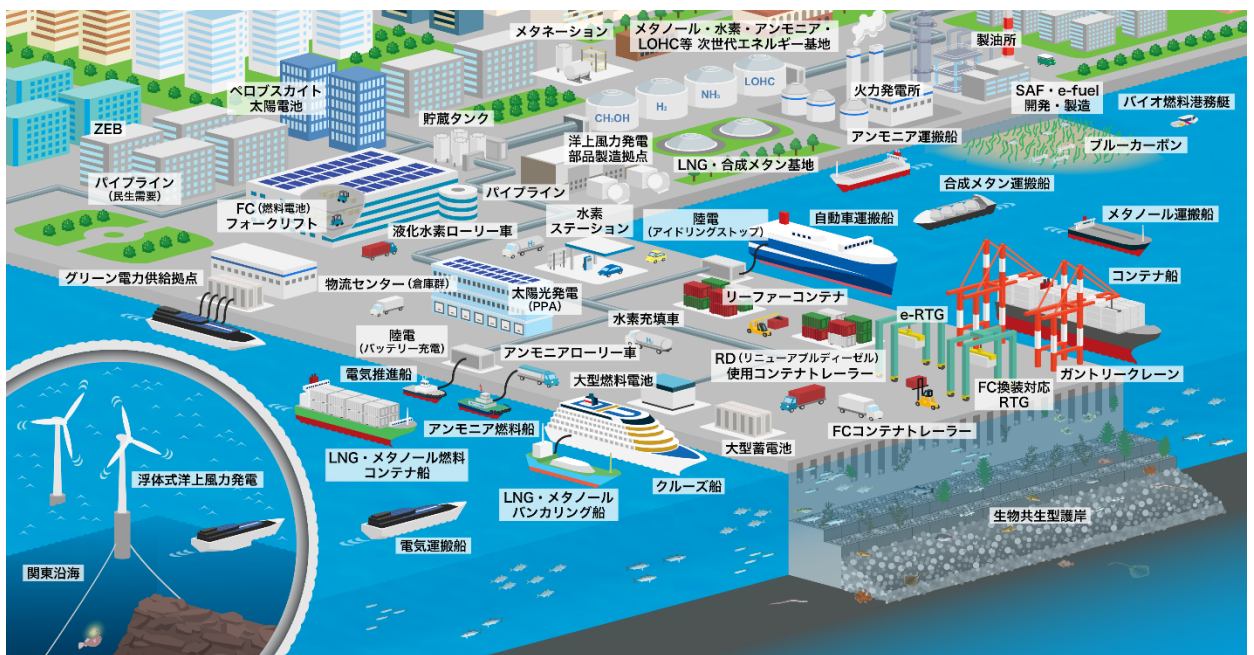 メタネーション
メタノール・水素・アンモニア・
LOHC等 次世代エネルギー基地
製油所
ペロブスカイト
太陽電池
ZEB
貯蔵タンク
CH₃OH
H₂
NH₃
LOHC
火力発電所
SAF・e-fuel
開発・製造
バイオ燃料港務艇
アンモニア運搬船
ブルーカーボン
洋上風力発電
部品製造拠点
LNG・合成メタン基地
パイプライン
(民生需要)
パイプライン
合成メタン運搬船
FC(燃料電池)
フォークリフト
液化水素ローリー車
H₂
水素
ステーション
陸電
(アイドリングストップ)
自動車運搬船
メタノール運搬船
グリーン電力供給拠点
物流センター(倉庫群)
太陽光発電
(PPA)
リーファーコンテナ
コンテナ船
e-RTG
陸電
(バッテリー充電)
水素充填車
H₂
アンモニアローリー車
RD(リニューアブルディーゼル)
使用コンテナトレーラー
ガントリークレーン
電気推進船
大型燃料電池
FC換装対応
RTG
アンモニア燃料船
FCコンテナトレーラー
大型蓄電池
LNG・メタノール燃料
コンテナ船
クルーズ船
浮体式洋上風力発電
LNG・メタノール
バンカリング船
生物共生型護岸
電気運搬船
関東沿海